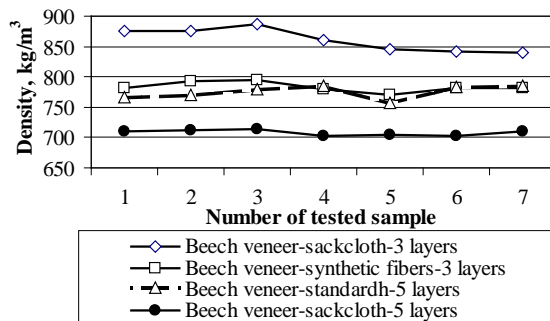 Density, kg/m³
900
850
800
750
700
650
1 2 3 4 5 6 7
Number of tested sample
Beech veneer-sackcloth-3 layers
Beech veneer-synthetic fibers-3 layers
Beech veneer-standardh-5 layers
Beech veneer-sackcloth-5 layers